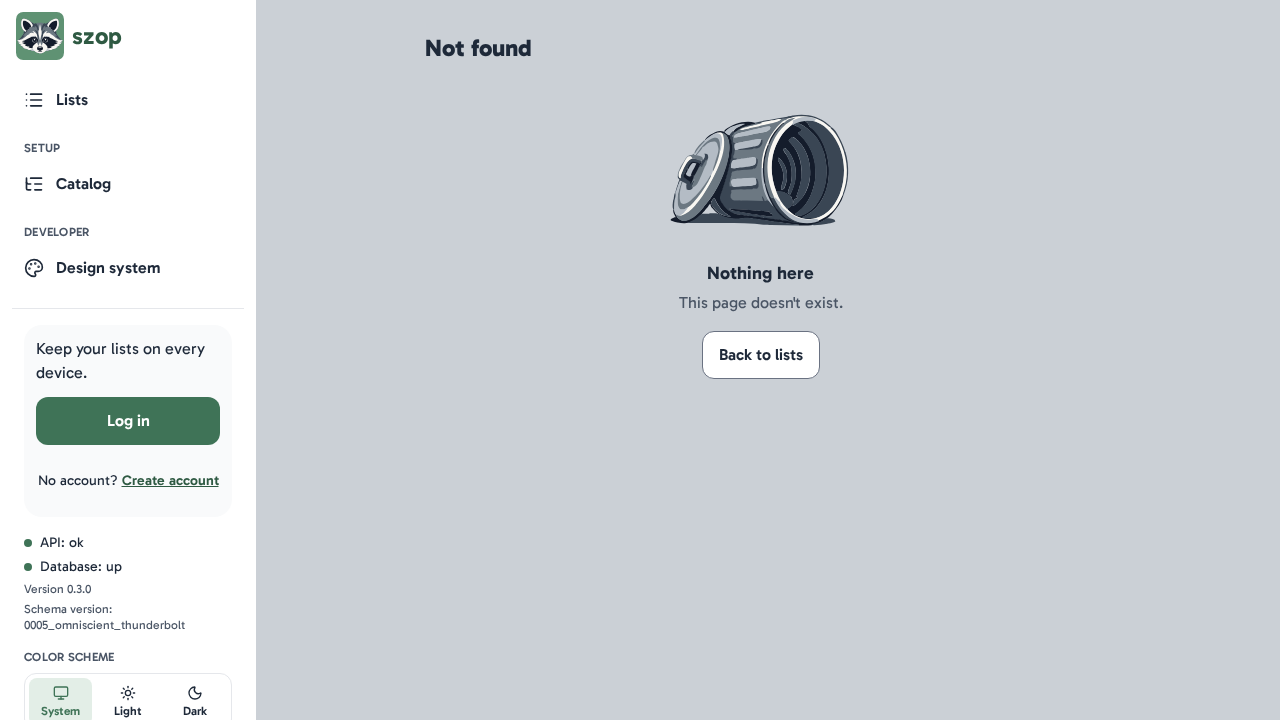 szop
Lists
SETUP
Catalog
DEVELOPER
Design system
Keep your lists on every
device.
Log in
No account? Create account
API: ok
Database: up
Version 0.3.0
Schema version:
0005_omniscient_thunderbolt
COLOR SCHEME
System
Light
Dark
Not found
Nothing here
This page doesn't exist.
Back to lists